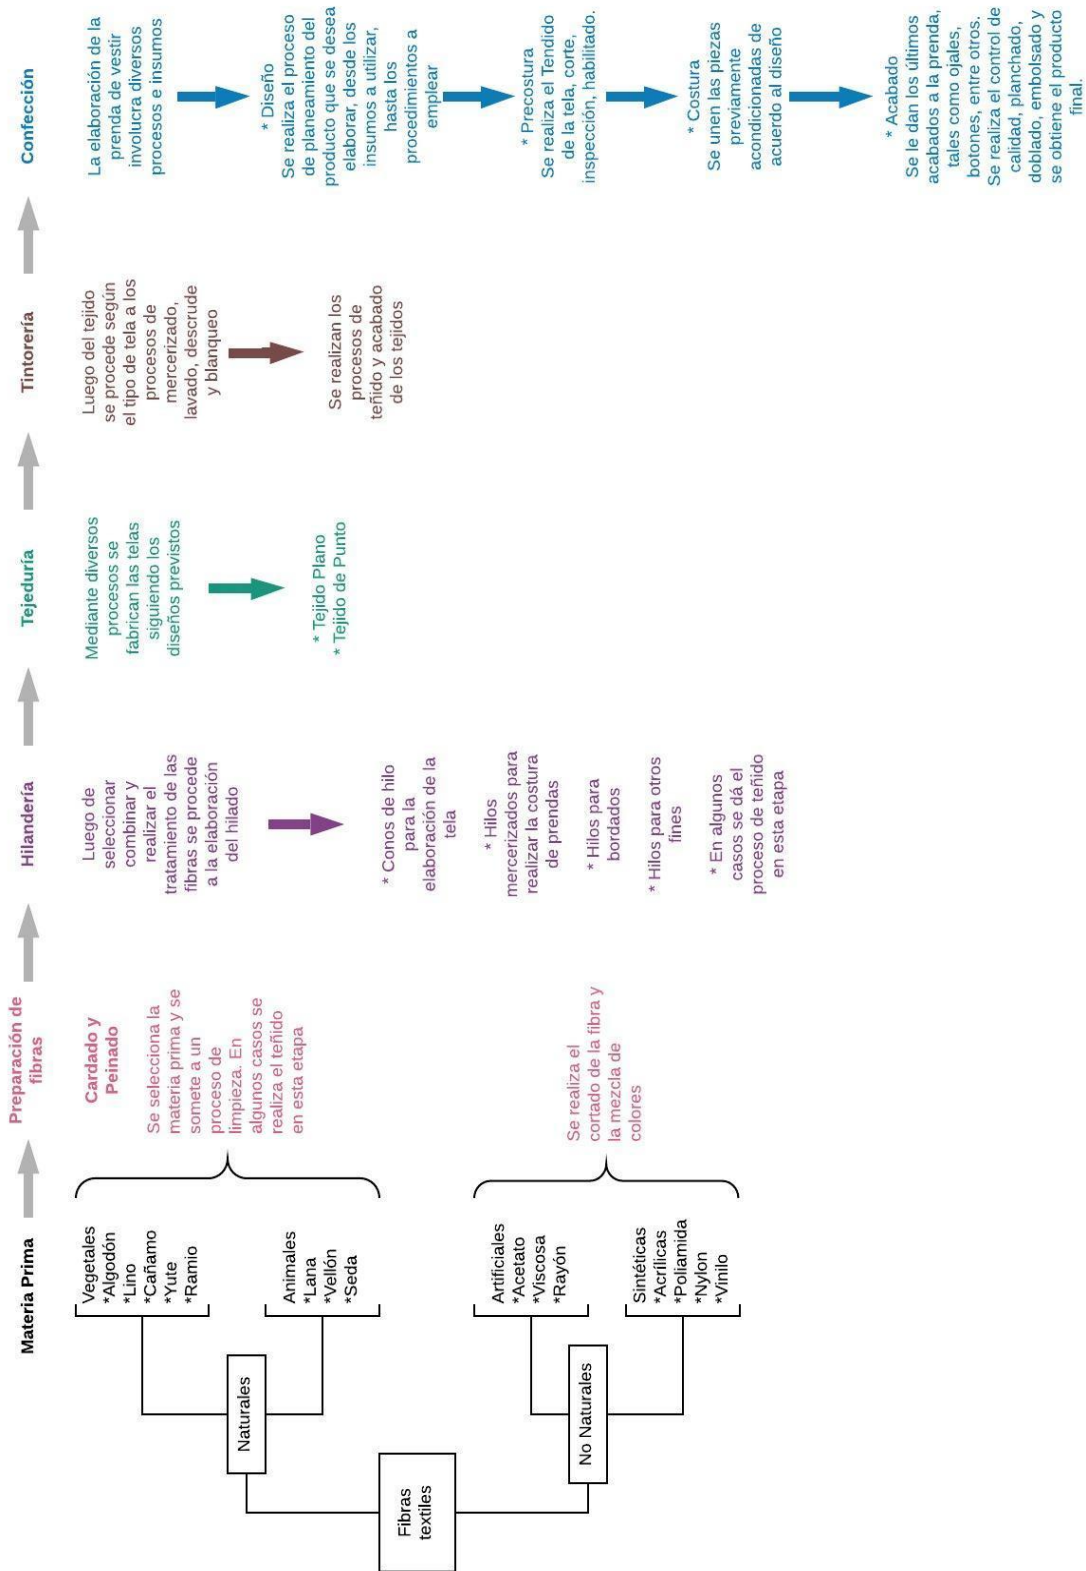 Fibras
textiles
Naturales
No Naturales
Materia Prima
Vegetales
*Algodón
*Lino
*Cañamo
*Yute
*Ramio
Animales
*Lana
*Vellón
*Seda
Artificiales
*Acetato
*Viscosa
*Rayón
Sintéticas
*Acrílicas
*Poliamida
*Nylon
*Vinilo
Preparación de
fibras
Cardado y
Peinado
Se selecciona la
materia prima y se
somete a un
proceso de
limpieza. En
algunos casos se
realiza el teñido
en esta etapa
Se realiza el
cortado de la fibra y
la mezcla de
colores
Hilandería
Luego de
seleccionar
combinar y
realizar el
tratamiento de las
fibras se procede
a la elaboración
del hilado
* Conos de hilo
para la
elaboración de la
tela
* Hilos
mercerizados para
realizar la costura
de prendas
* Hilos para
bordados
* Hilos para otros
fines
* En algunos
casos se dá el
proceso de teñido
en esta etapa
Tejeduría
Mediante diversos
procesos se
fabrican las telas
siguiendo los
diseños previstos
* Tejido Plano
* Tejido de Punto
Tintorería
Luego del tejido
se procede según
el tipo de tela a los
procesos de
mercerizado,
lavado, descrude
y blanqueo
Se realizan los
procesos de
teñido y acabado
de los tejidos
Confección
La elaboración de la
prenda de vestir
involucra diversos
procesos e insumos
* Diseño
Se realiza el proceso
de planeamiento del
producto que se desea
elaborar, desde los
insumos a utilizar,
hasta los
procedimientos a
emplear
* Precostura
Se realiza el Tendido
de la tela, corte,
inspección, habilitado.
* Costura
Se unen las piezas
previamente
acondicionadas de
acuerdo al diseño
* Acabado
Se le dan los últimos
acabados a la prenda,
tales como ojales,
botones, entre otros.
Se realiza el control de
calidad, planchado,
doblado, embolsado y
se obtiene el producto
final.